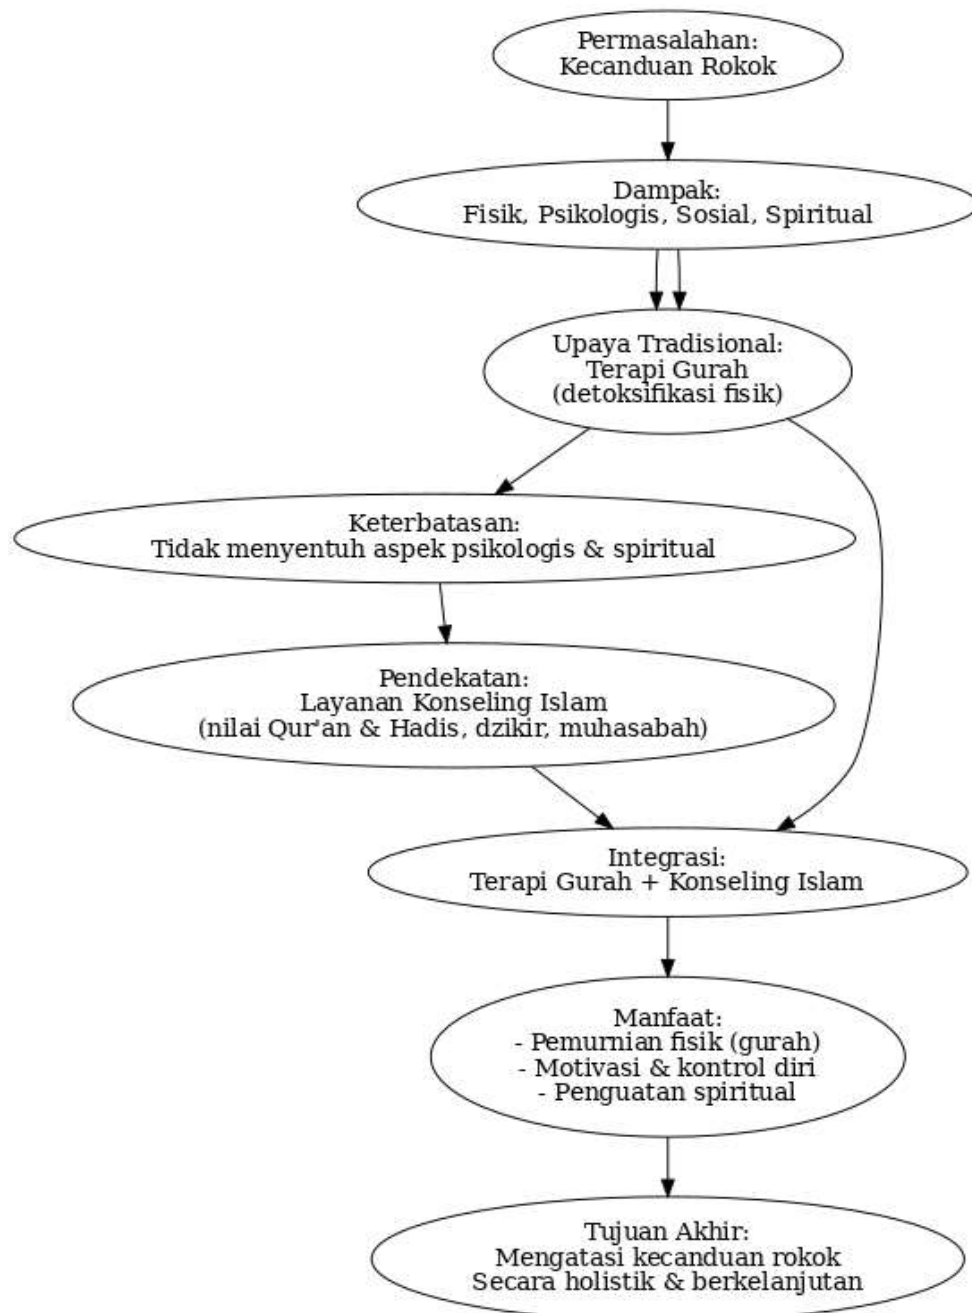 Permasalahan:
Kecanduan Rokok
Dampak:
Fisik, Psikologis, Sosial, Spiritual
Upaya Tradisional:
Terapi Gurah
(detoksifikasi fisik)
Keterbatasan:
Tidak menyentuh aspek psikologis & spiritual
Pendekatan:
Layanan Konseling Islam
(nilai Qur'an & Hadis, dzikir, muhasabah)
Integrasi:
Terapi Gurah + Konseling Islam
Manfaat:
- Pemurnian fisik (gurah)
- Motivasi & kontrol diri
- Penguatan spiritual
Tujuan Akhir:
Mengatasi kecanduan rokok
Secara holistik & berkelanjutan